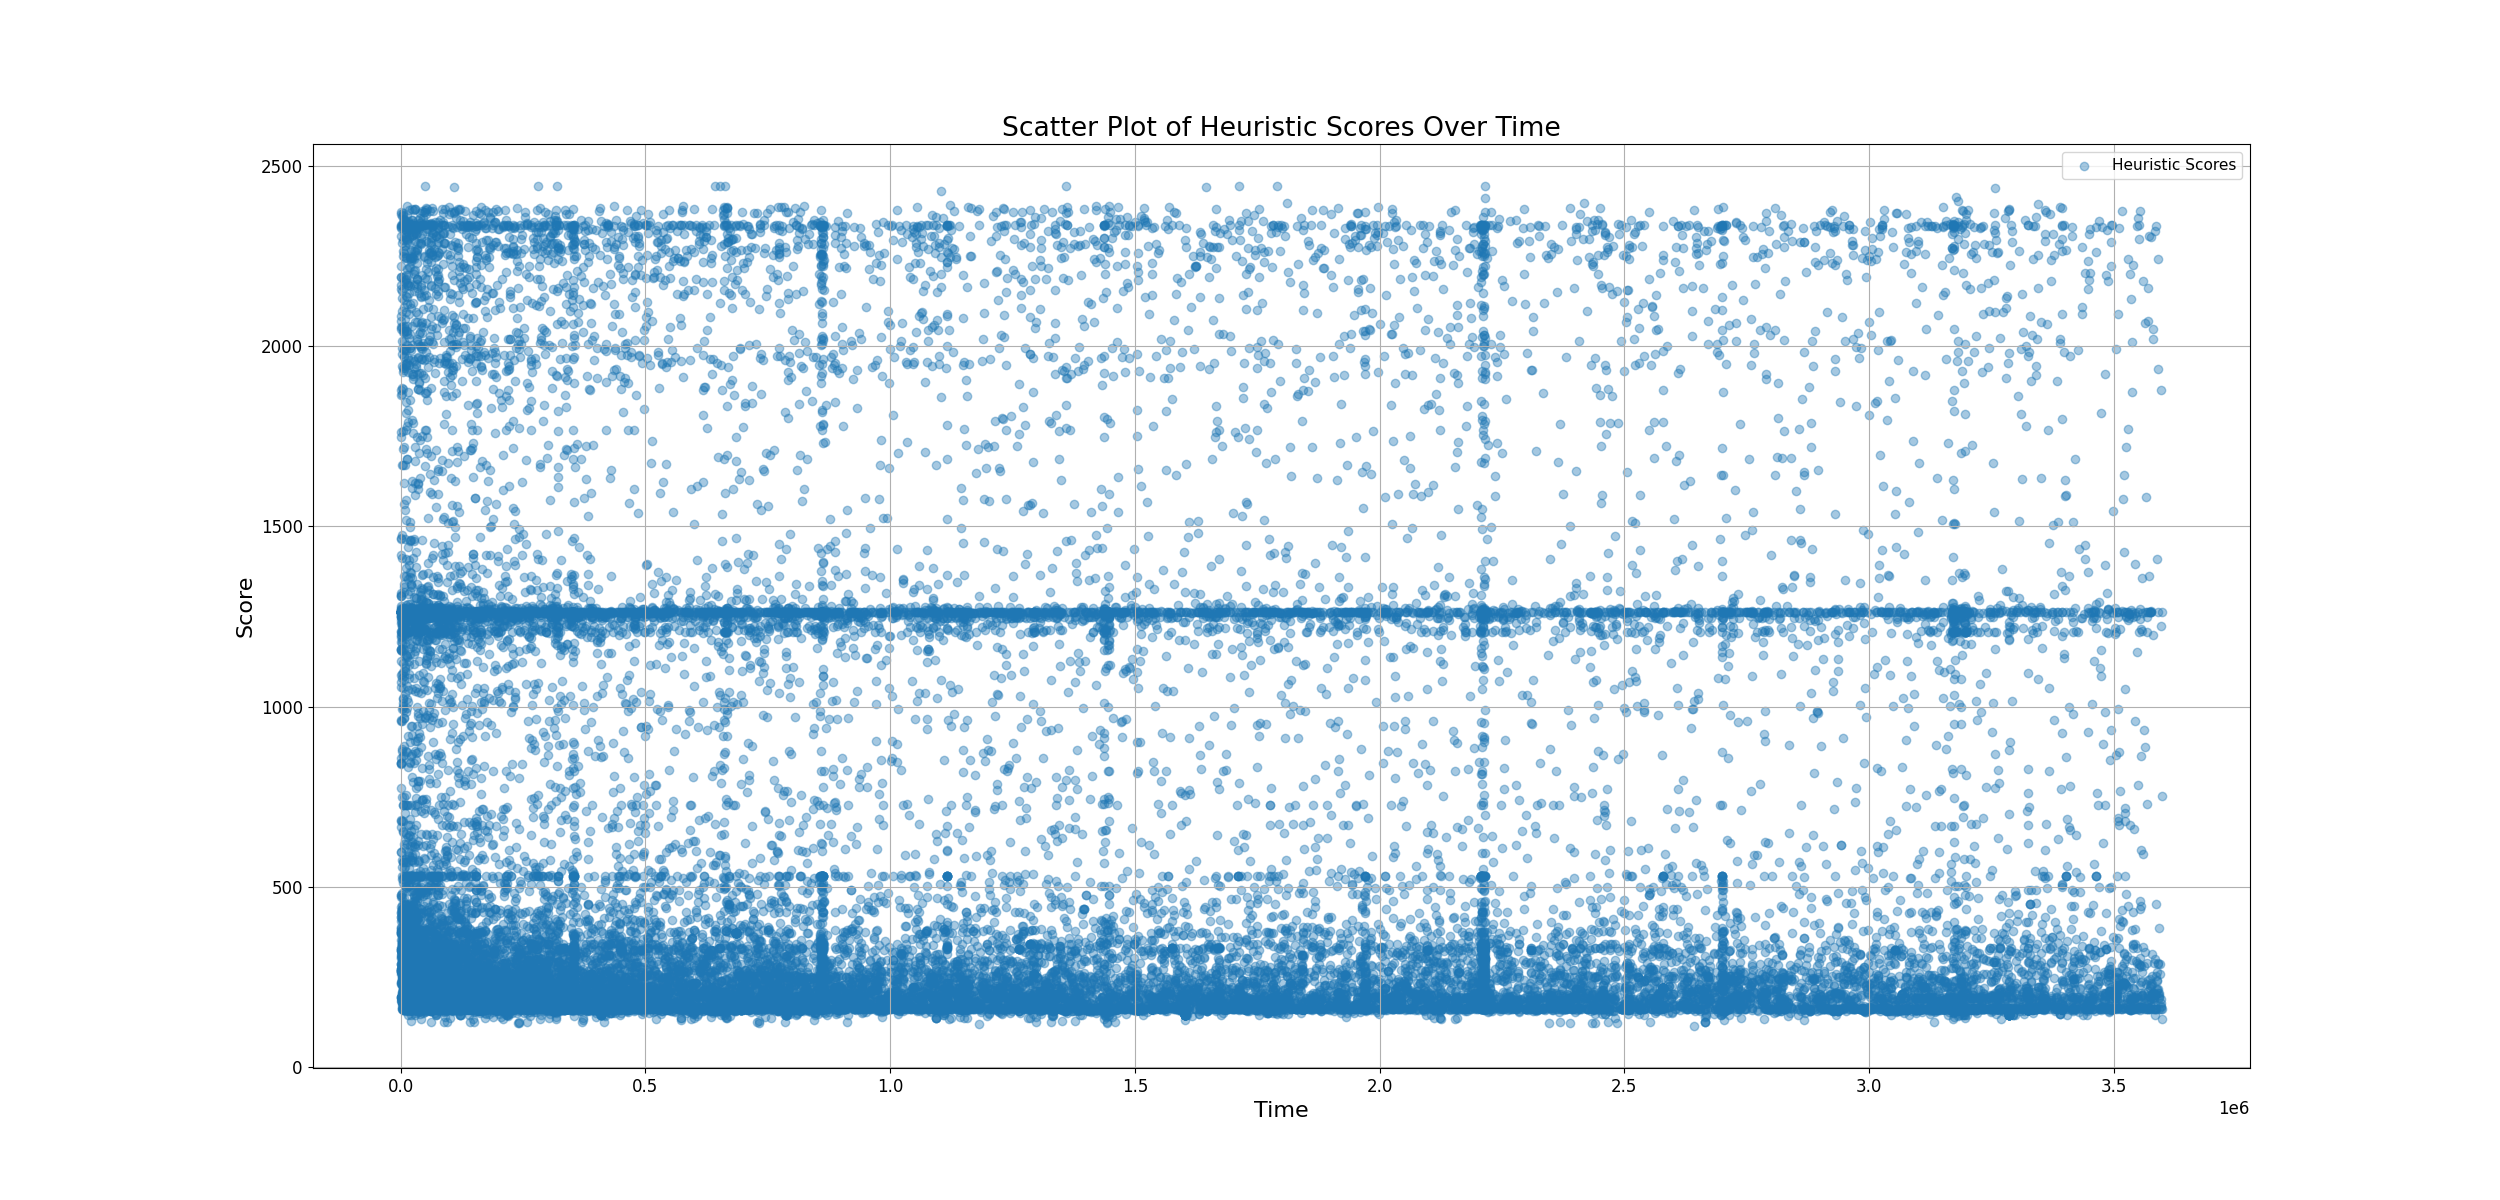 Scatter Plot of Heuristic Scores Over Time
Heuristic Scores
2500
2000
1500
1000
500
0
Score
0.0 0.5 1.0 1.5 2.0 2.5 3.0 3.5
1e6
Time